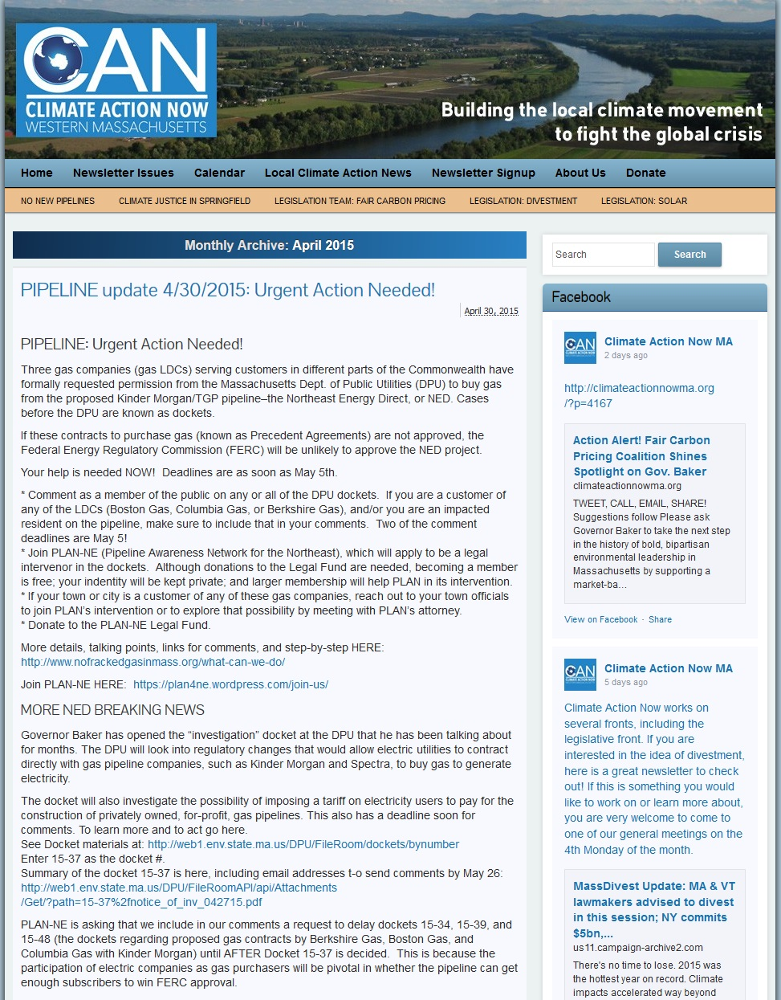 CAN
CLIMATE ACTION NOW
WESTERN MASSACHUSETTS
Building the local climate movement
to fight the global crisis
Home Newsletter Issues Calendar Local Climate Action News Newsletter Signup About Us Donate
NO NEW PIPELINES CLIMATE JUSTICE IN SPRINGFIELD LEGISLATION TEAM: FAIR CARBON PRICING LEGISLATION: DIVESTMENT LEGISLATION: SOLAR
Monthly Archive: April 2015
PIPELINE update 4/30/2015: Urgent Action Needed!
April 30, 2015
PIPELINE: Urgent Action Needed!
Three gas companies (gas LDCs) serving customers in different parts of the Commonwealth have
formally requested permission from the Massachusetts Dept. of Public Utilities (DPU) to buy gas
from the proposed Kinder Morgan/TGP pipeline–the Northeast Energy Direct, or NED. Cases
before the DPU are known as dockets.
If these contracts to purchase gas (known as Precedent Agreements) are not approved, the
Federal Energy Regulatory Commission (FERC) will be unlikely to approve the NED project.
Your help is needed NOW!  Deadlines are as soon as May 5th.
* Comment as a member of the public on any or all of the DPU dockets.  If you are a customer of
any of the LDCs (Boston Gas, Columbia Gas, or Berkshire Gas), and/or you are an impacted
resident on the pipeline, make sure to include that in your comments.  Two of the comment
deadlines are May 5!
* Join PLAN-NE (Pipeline Awareness Network for the Northeast), which will apply to be a legal
intervenor in the dockets.  Although donations to the Legal Fund are needed, becoming a member
is free; your indentity will be kept private; and larger membership will help PLAN in its intervention.
* If your town or city is a customer of any of these gas companies, reach out to your town officials
to join PLAN's intervention or to explore that possibility by meeting with PLAN's attorney.
* Donate to the PLAN-NE Legal Fund.
More details, talking points, links for comments, and step-by-step HERE:
http://www.nofrackedgasinmass.org/what-can-we-do/
Join PLAN-NE HERE:  https://plan4ne.wordpress.com/join-us/
MORE NED BREAKING NEWS
Governor Baker has opened the “investigation” docket at the DPU that he has been talking about
for months. The DPU will look into regulatory changes that would allow electric utilities to contract
directly with gas pipeline companies, such as Kinder Morgan and Spectra, to buy gas to generate
electricity.
The docket will also investigate the possibility of imposing a tariff on electricity users to pay for the
construction of privately owned, for-profit, gas pipelines. This also has a deadline soon for
comments. To learn more and to act go here.
See Docket materials at: http://web1.env.state.ma.us/DPU/FileRoom/dockets/bynumber
Enter 15-37 as the docket #.
Summary of the docket 15-37 is here, including email addresses t-o send comments by May 26:
http://web1.env.state.ma.us/DPU/FileRoomAPI/api/Attachments
/Get/?path=15-37%2fnotice_of_inv_042715.pdf
PLAN-NE is asking that we include in our comments a request to delay dockets 15-34, 15-39, and
15-48 (the dockets regarding proposed gas contracts by Berkshire Gas, Boston Gas, and
Columbia Gas with Kinder Morgan) until AFTER Docket 15-37 is decided.  This is because the
participation of electric companies as gas purchasers will be pivotal in whether the pipeline can get
enough subscribers to win FERC approval.
Search Search
Facebook
CAN
CLIMATE ACTION NOW
Climate Action Now MA
2 days ago
http://climateactionnowma.org
/?p=4167
Action Alert! Fair Carbon
Pricing Coalition Shines
Spotlight on Gov. Baker
climateactionnowma.org
TWEET, CALL, EMAIL, SHARE!
Suggestions follow Please ask
Governor Baker to take the next step
in the history of bold, bipartisan
environmental leadership in
Massachusetts by supporting a
market-ba...
View on Facebook · Share
CAN
CLIMATE ACTION NOW
Climate Action Now MA
5 days ago
Climate Action Now works on
several fronts, including the
legislative front. If you are
interested in the idea of divestment,
here is a great newsletter to check
out! If this is something you would
like to work on or learn more about,
you are very welcome to come to
one of our general meetings on the
4th Monday of the month.
MassDivest Update: MA & VT
lawmakers advised to divest
in this session; NY commits
$5bn,...
us11.campaign-archive2.com
There's no time to lose. 2015 was
the hottest year on record. Climate
impacts accelerated way beyond